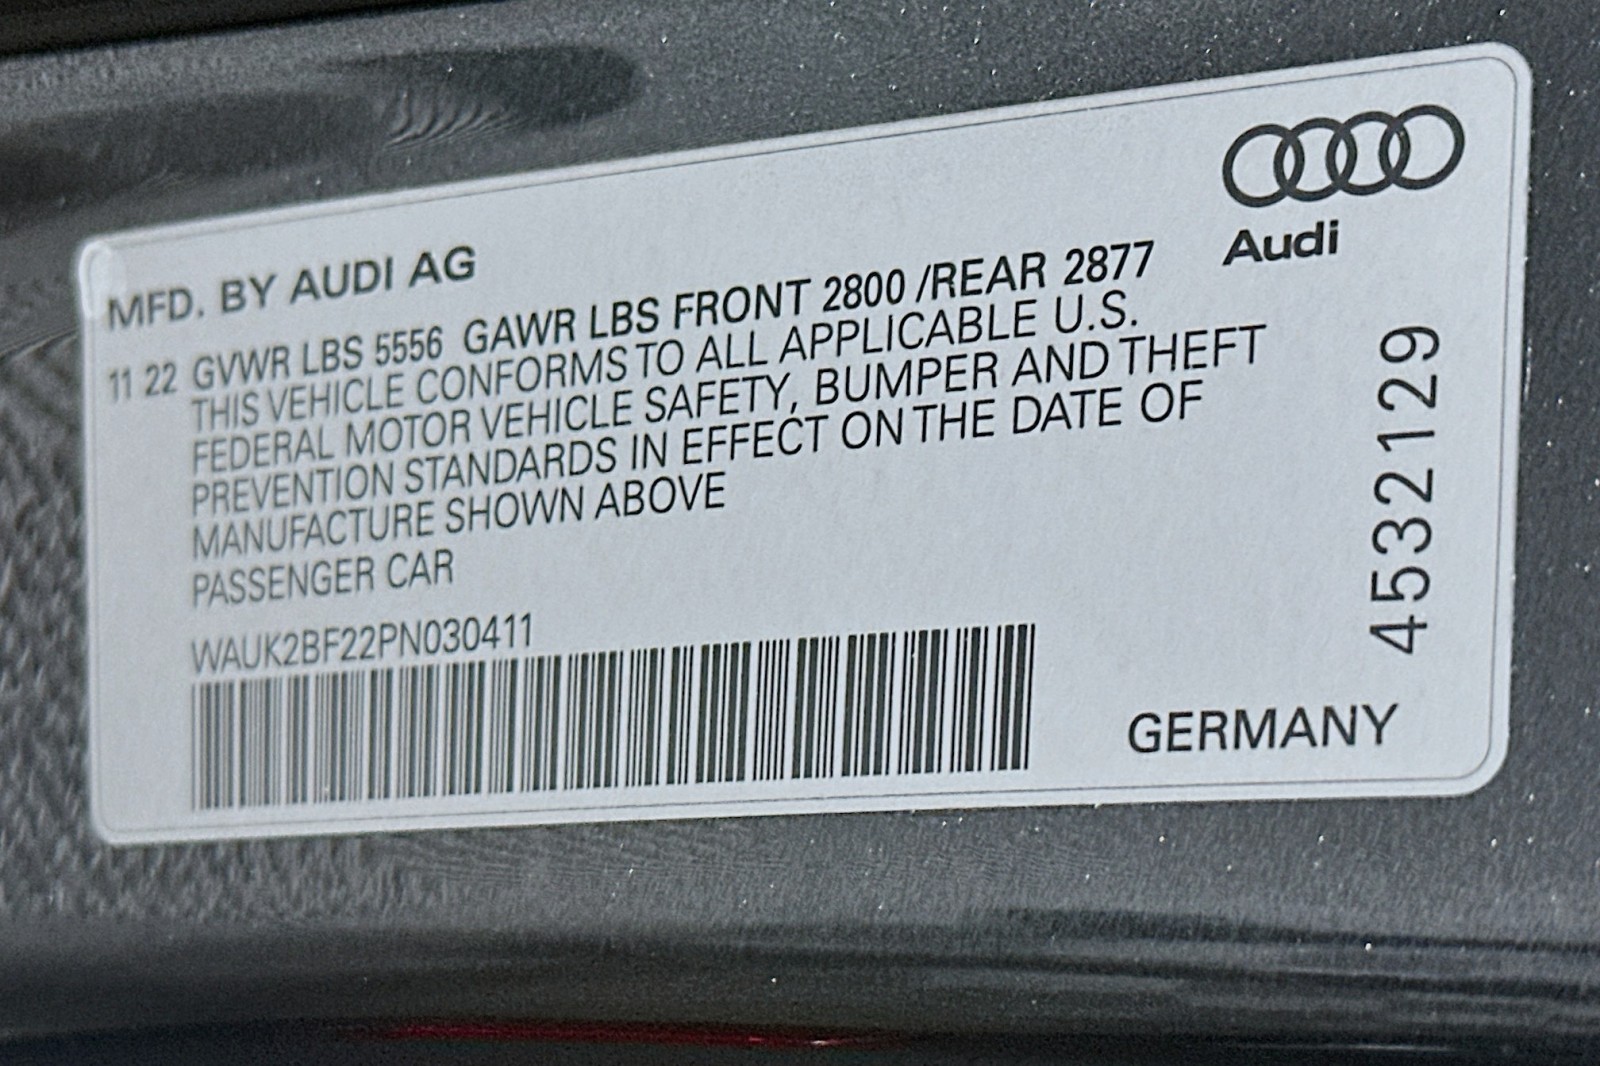 Audi
MFD. BY AUDI AG
11 22 GVWR LBS 5556 GAWR LBS FRONT 2800 /REAR 2877
THIS VEHICLE CONFORMS TO ALL APPLICABLE U.S.
FEDERAL MOTOR VEHICLE SAFETY, BUMPER AND THEFT
PREVENTION STANDARDS IN EFFECT ON THE DATE OF
MANUFACTURE SHOWN ABOVE
PASSENGER CAR
WAUK2BF22PN030411
GERMANY
4532129